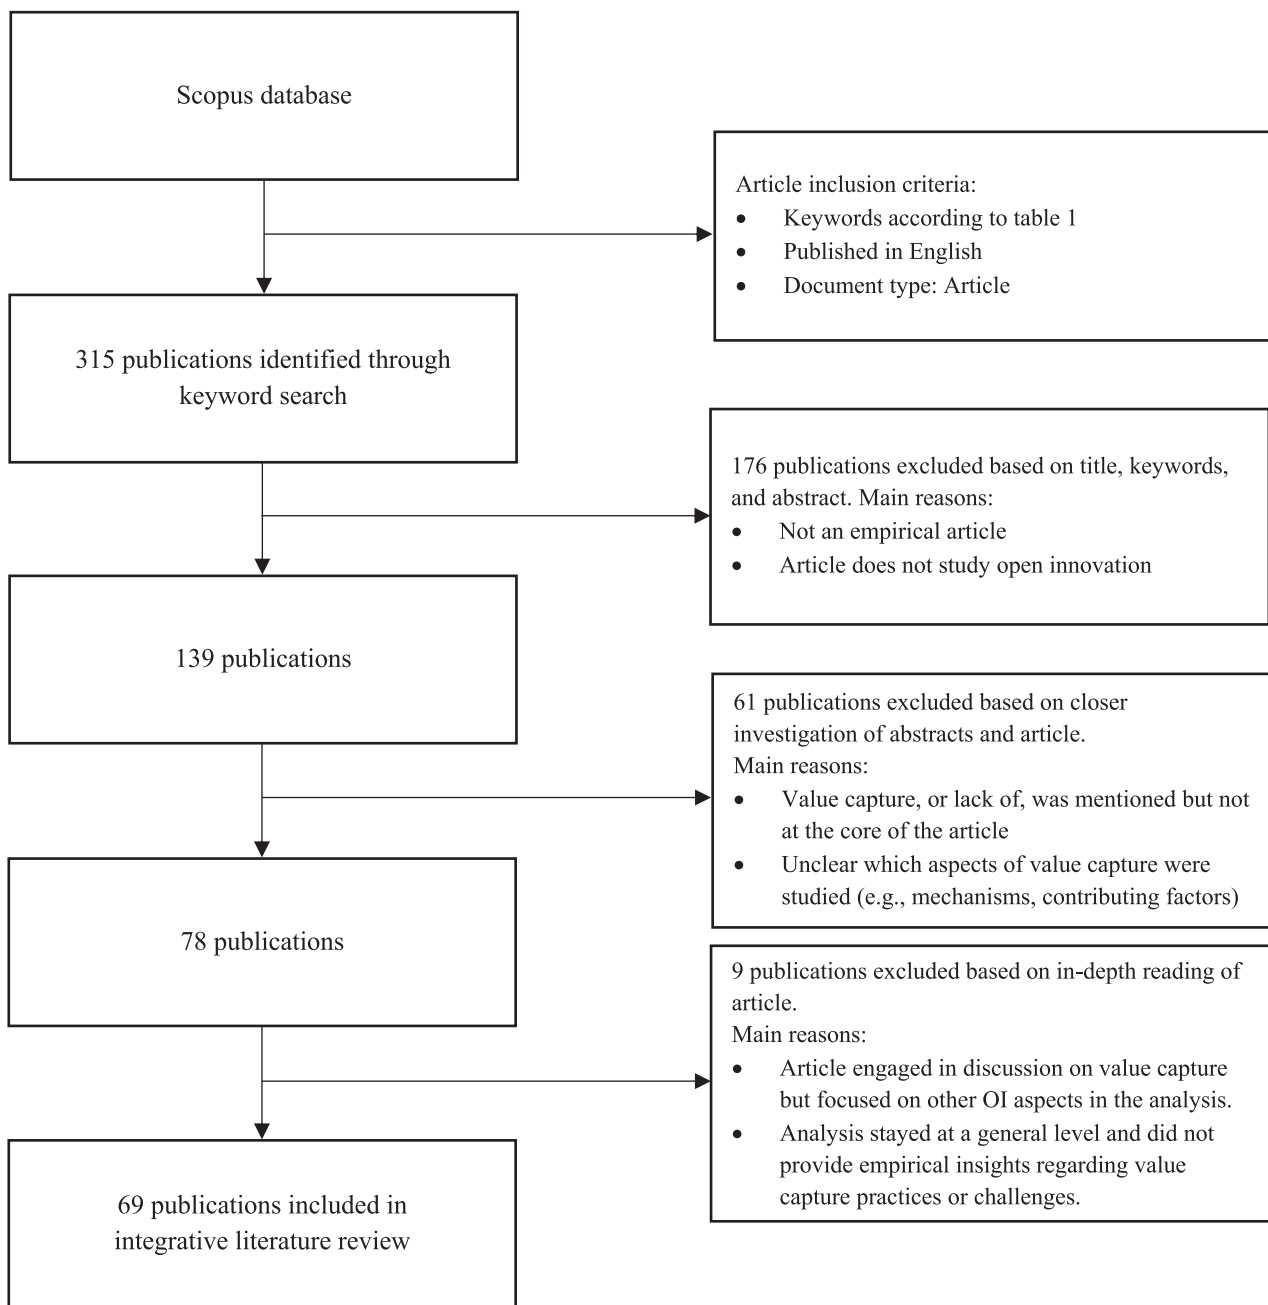 Scopus database
Article inclusion criteria:
• Keywords according to table 1
• Published in English
• Document type: Article
315 publications identified through
keyword search
176 publications excluded based on title, keywords,
and abstract. Main reasons:
• Not an empirical article
• Article does not study open innovation
139 publications
61 publications excluded based on closer
investigation of abstracts and article.
Main reasons:
• Value capture, or lack of, was mentioned but not
at the core of the article
• Unclear which aspects of value capture were
studied (e.g., mechanisms, contributing factors)
78 publications
9 publications excluded based on in-depth reading of
article.
Main reasons:
• Article engaged in discussion on value capture
but focused on other OI aspects in the analysis.
• Analysis stayed at a general level and did not
provide empirical insights regarding value
capture practices or challenges.
69 publications included in
integrative literature review